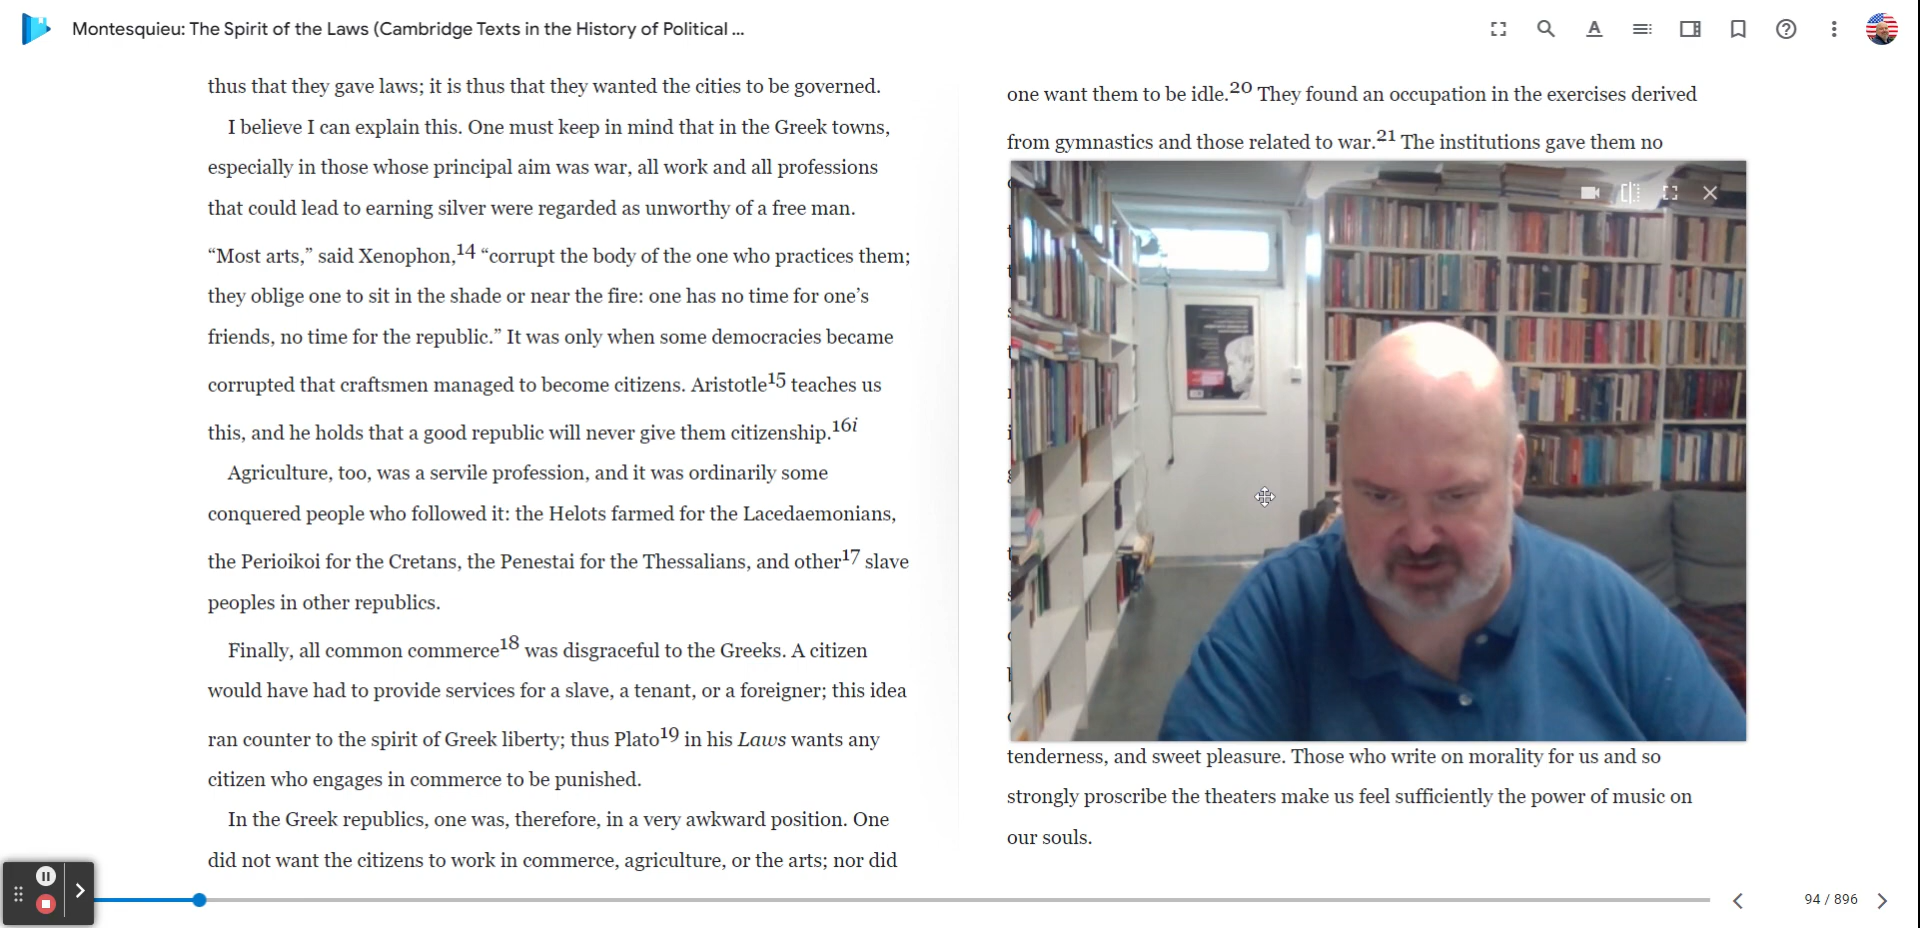 Montesquieu: The Spirit of the Laws (Cambridge Texts in the History of Political ...
thus that they gave laws; it is thus that they wanted the cities to be governed.
I believe I can explain this. One must keep in mind that in the Greek towns,
especially in those whose principal aim was war, all work and all professions
that could lead to earning silver were regarded as unworthy of a free man.
“Most arts,” said Xenophon,14 “corrupt the body of the one who practices them;
they oblige one to sit in the shade or near the fire: one has no time for one’s
friends, no time for the republic.” It was only when some democracies became
corrupted that craftsmen managed to become citizens. Aristotle15 teaches us
this, and he holds that a good republic will never give them citizenship.16i
Agriculture, too, was a servile profession, and it was ordinarily some
conquered people who followed it: the Helots farmed for the Lacedaemonians,
the Perioikoi for the Cretans, the Penestai for the Thessalians, and other17 slave
peoples in other republics.
Finally, all common commerce18 was disgraceful to the Greeks. A citizen
would have had to provide services for a slave, a tenant, or a foreigner; this idea
ran counter to the spirit of Greek liberty; thus Plato19 in his Laws wants any
citizen who engages in commerce to be punished.
In the Greek republics, one was, therefore, in a very awkward position. One
did not want the citizens to work in commerce, agriculture, or the arts; nor did
one want them to be idle.20 They found an occupation in the exercises derived
from gymnastics and those related to war.21 The institutions gave them no
tenderness, and sweet pleasure. Those who write on morality for us and so
strongly proscribe the theaters make us feel sufficiently the power of music on
our souls.
94 / 896